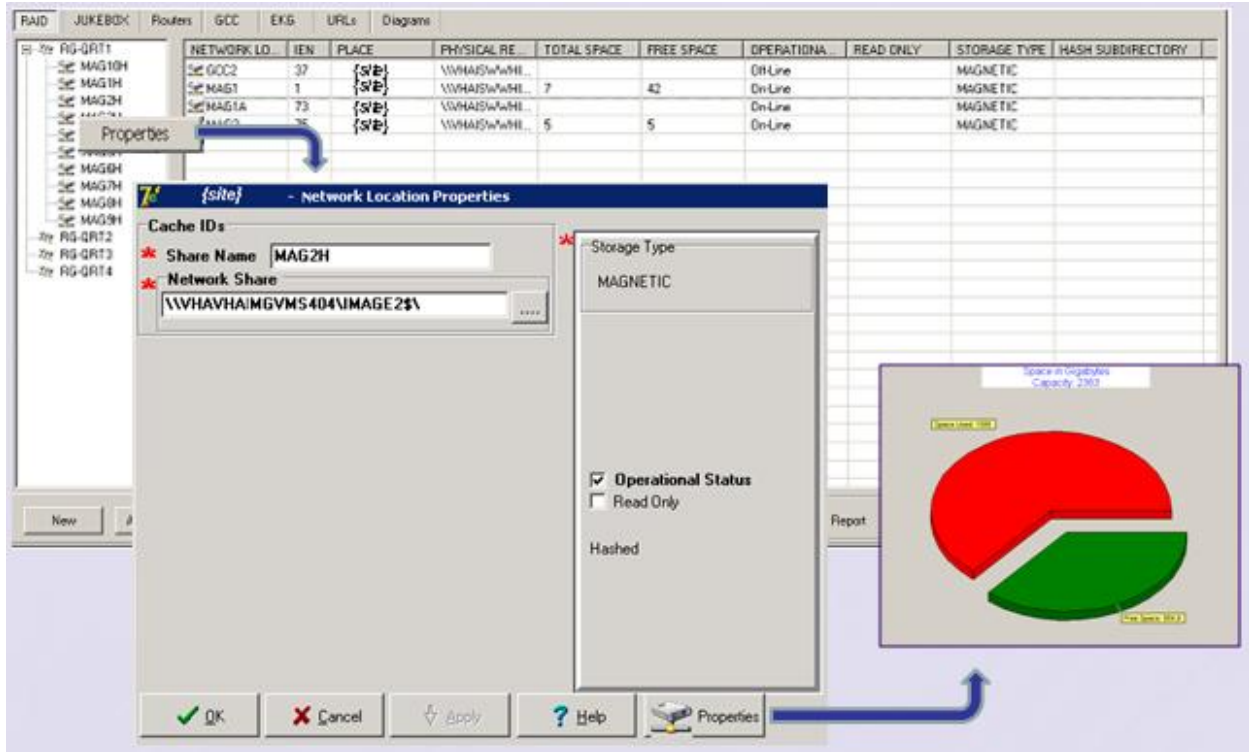 RAID JUKEBOX Routers GCC EKG URLs Diagrams
RG-QRT1
MAG10H
MAG1H
MAG2H
MAG6H
MAG7H
MAG8H
MAG9H
RG-QRT2
RG-QRT3
RG-QRT4
NETWORK LO... IEN PLACE PHYSICAL RE... TOTAL SPACE FREE SPACE OPERATIONA... READ ONLY STORAGE TYPE HASH SUBDIRECTORY
GCC2 37 {site} Off-Line MAGNETIC
MAG1 1 {site} 7 42 On-Line MAGNETIC
MAG1A 73 {site} On-Line MAGNETIC
75 {site} 5 5 On-Line MAGNETIC
Properties
{site} - Network Location Properties
Cache IDs
* Share Name MAG2H
* Network Share
\\VHAVHAIMGVMS404\IMAGE2$\
....
* Storage Type
MAGNETIC
Operational Status
Read Only
Hashed
New
Report
OK Cancel Apply Help Properties
Space in Gigabytes
Capacity: 2363